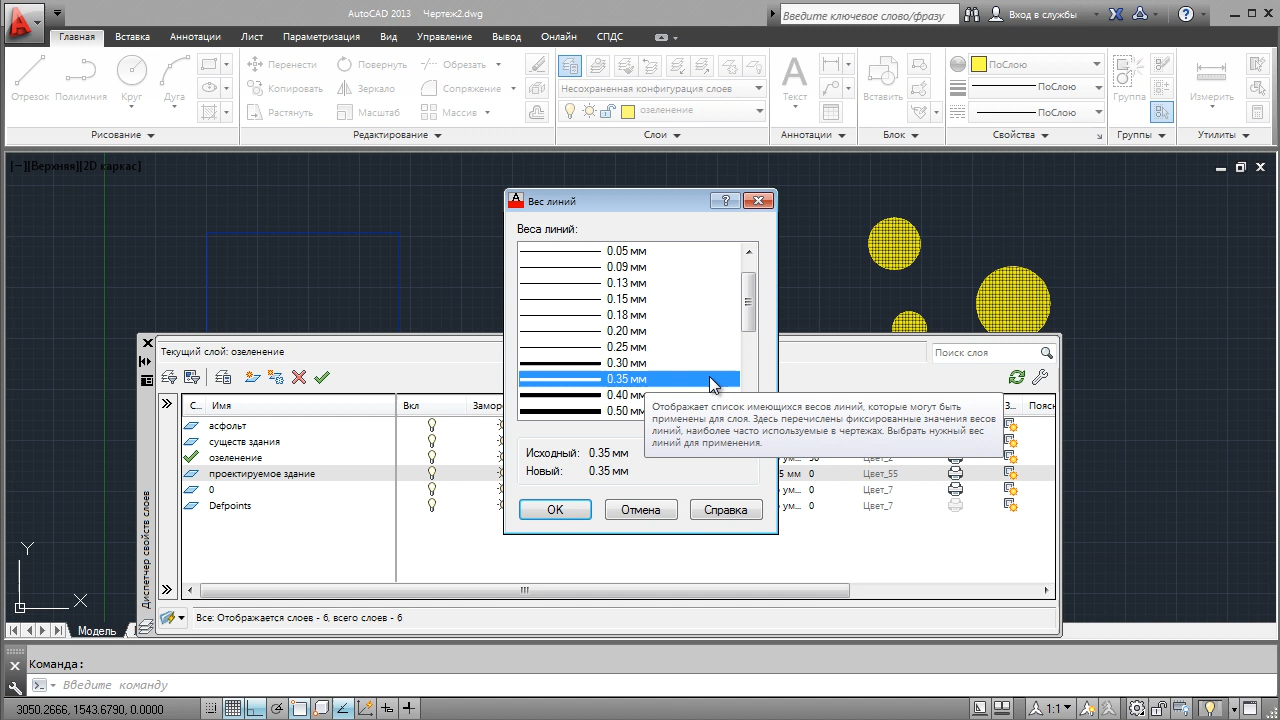 AutoCAD 2013 Чертеж2.dwg
Введите ключевое слово/фразу
Вход в службы
Главная Вставка Аннотации Лист Параметризация Вид Управление Вывод Онлайн СПДС
Отрезок Полилиния Круг Дуга
Перенести Повернуть Обрезать
Копировать Зеркало Сопряжение
Растянуть Масштаб Массив
Несохраненная конфигурация слоев
озеленение
Текст
Вставить
ПоСлою
ПоСлою
ПоСлою
Группа
Измерить
Рисование Редактирование Слои Аннотации Блок Свойства Группы Утилиты
[−][Верхняя][2D каркас]
Вес линий
Веса линий:
0.05 мм
0.09 мм
0.13 мм
0.15 мм
0.18 мм
0.20 мм
0.25 мм
0.30 мм
0.35 мм
0.40 мм
0.50 мм
Отображает список имеющихся весов линий, которые могут быть
применены для слоя. Здесь перечислены фиксированные значения весов
линий, наиболее часто используемые в чертежах. Выбрать нужный вес
линий для применения.
Исходный: 0.35 мм
Новый: 0.35 мм
OK Отмена Справка
Текущий слой: озеленение
Поиск слоя
С... Имя Вкл Замор З... Поясн
асфольт
существ здания
озеленение
проектируемое здание 5 мм 0 Цвет_55
0 ум... 0 Цвет_7
Defpoints ум... 0 Цвет_7
Диспетчер свойств слоев
Все: Отображается слоев - 6, всего слоев - 6
Y
X
Модель
Команда:
Введите команду
3050.2666, 1543.6790, 0.0000
1:1